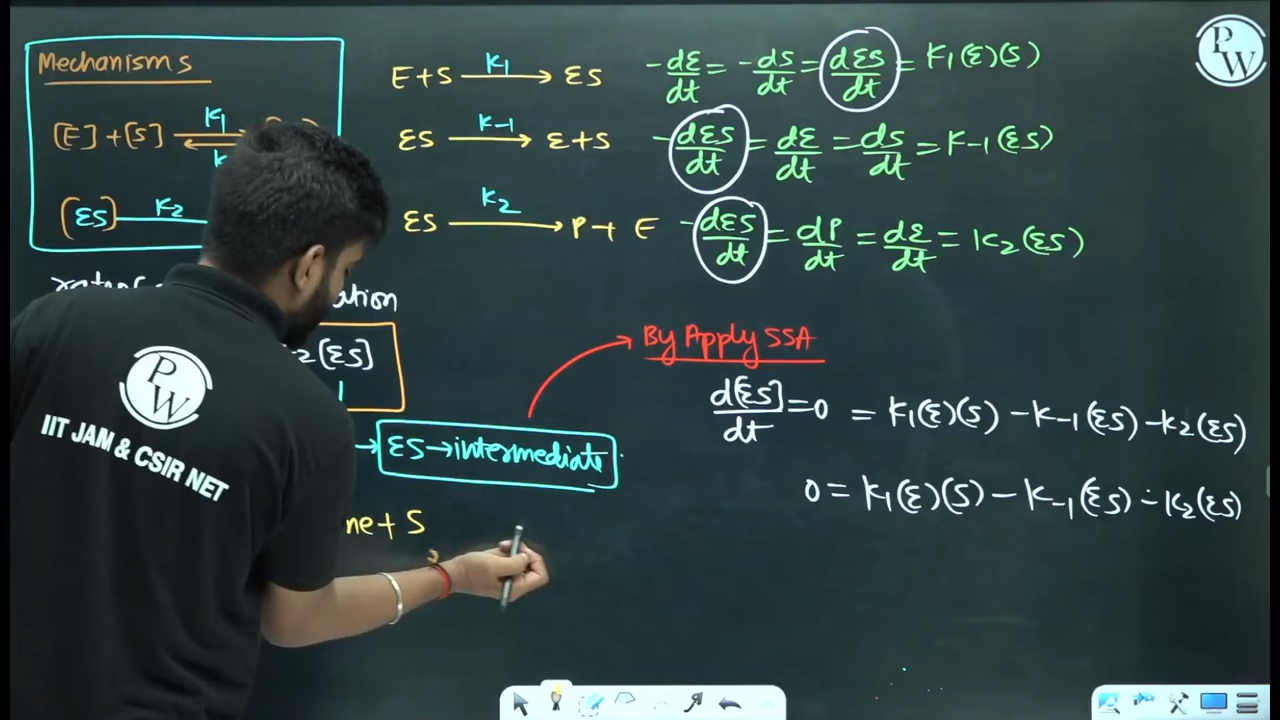 Mechanisms
[E] + [S] K1
(ES) K2
E + S K1 → ES
ES K-1 → E + S
ES K2 → P + E
-dE/dt = -ds/dt = dES/dt = K1(E)(S)
-dES/dt = dE/dt = ds/dt = K-1(ES)
-dES/dt = dP/dt = dE/dt = K2(ES)
2[ES]
→ ES → intermediate
By Apply SSA
d[ES]/dt = 0 = K1(E)(S) - K-1(ES) - K2(ES)
0 = K1(E)(S) - K-1(ES) - K2(ES)
+ S
PW
IIT JAM & CSIR NET
PW